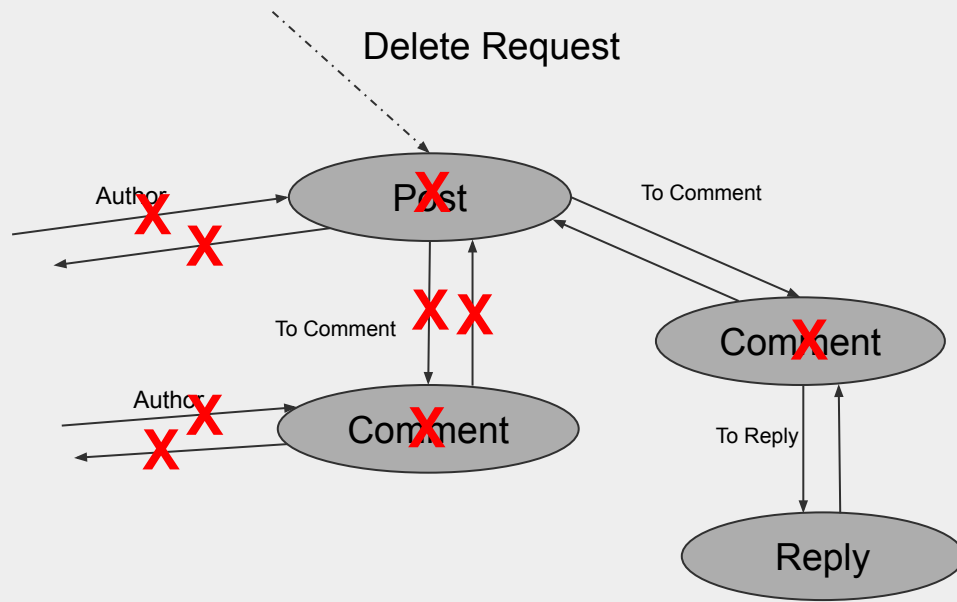 Delete Request
Author
Post
To Comment
To Comment
Comment
Author
Comment
To Reply
Reply